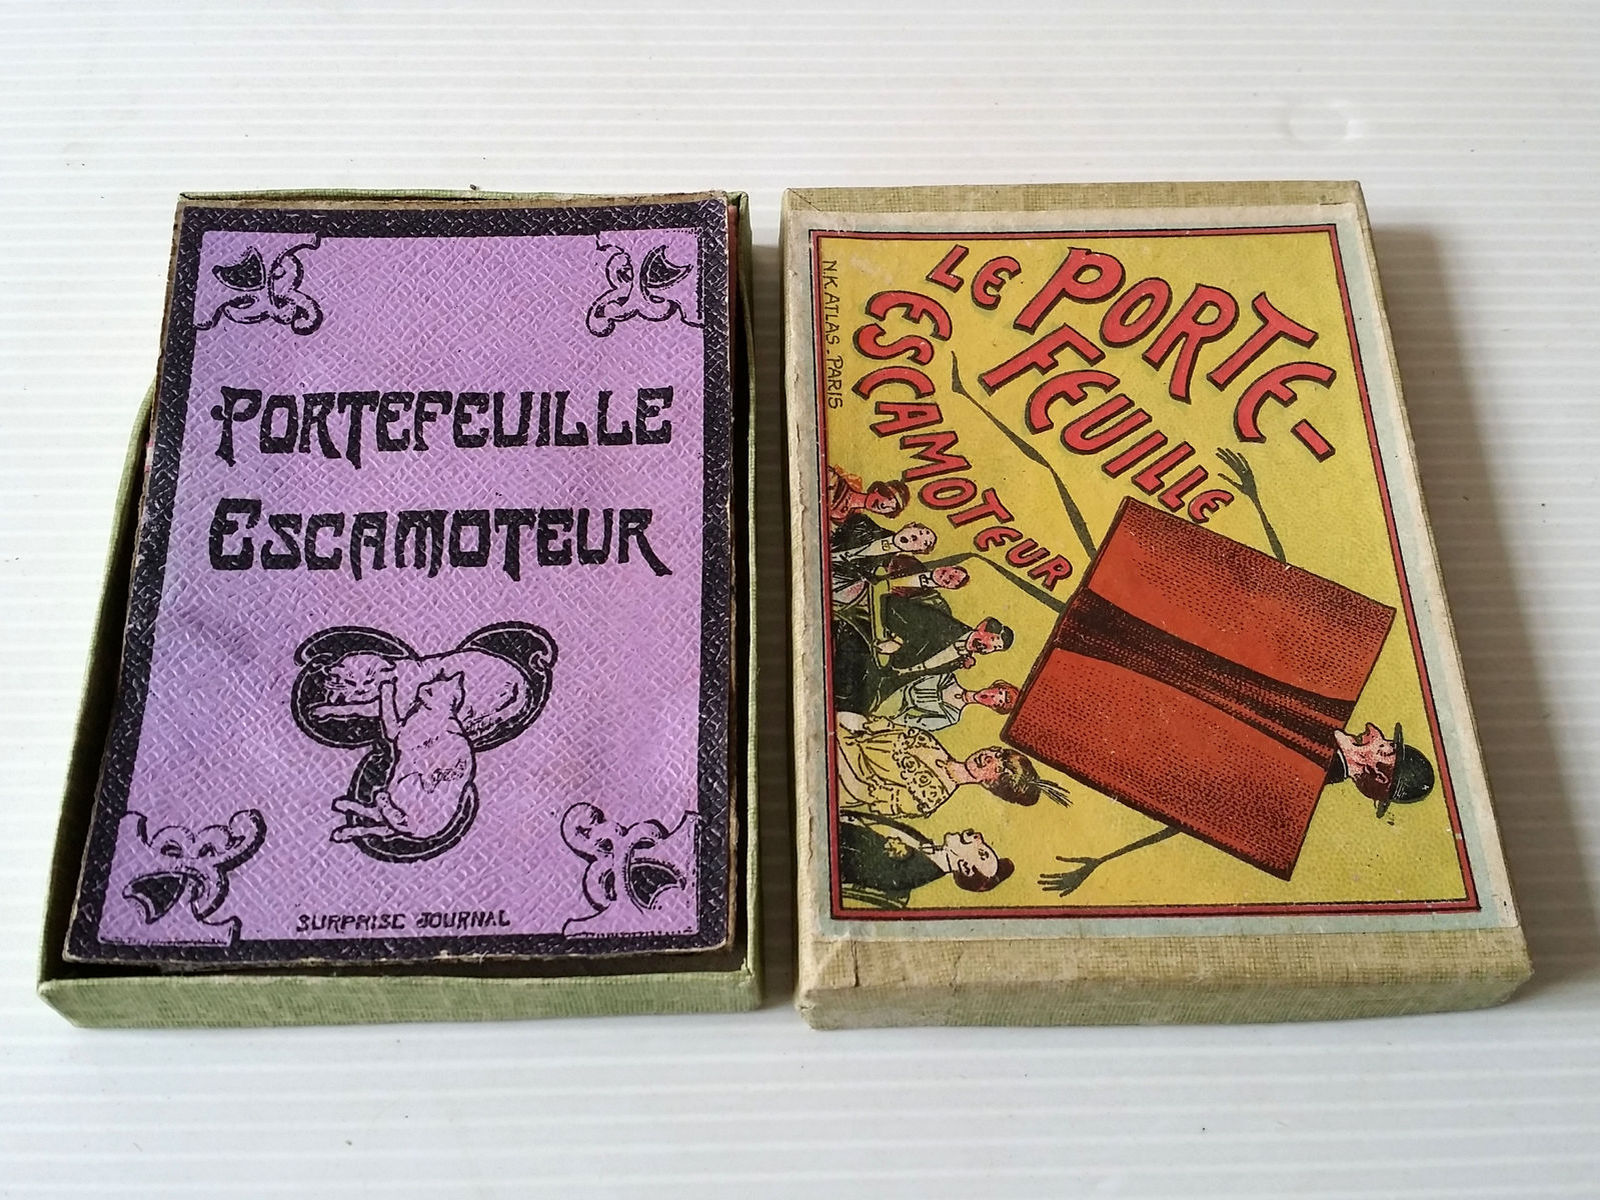 PORTEFEUILLE
ESCAMOTEUR
SURPRISE JOURNAL
LE PORTE-
FEUILLE
ESCAMOTEUR
N.K. ATLAS - PARIS